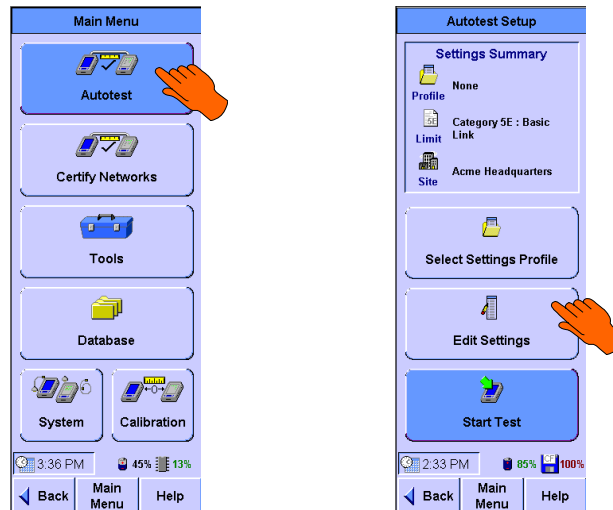 Main Menu
Autotest
Certify Networks
Tools
Database
System
Calibration
3:36 PM
45%
13%
Back
Main
Menu
Help
Autotest Setup
Settings Summary
Profile
None
5E
Limit
Category 5E : Basic
Link
Site
Acme Headquarters
Select Settings Profile
Edit Settings
Start Test
2:33 PM
85%
CF
100%
Back
Main
Menu
Help